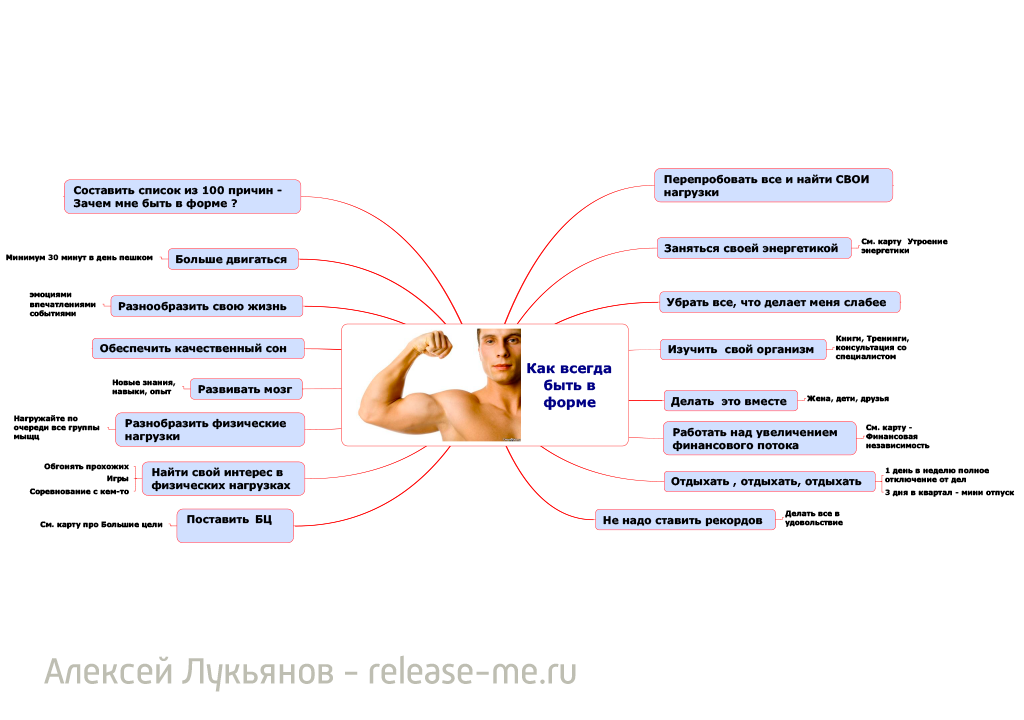 Составить список из 100 причин -
Зачем мне быть в форме ?
Минимум 30 минут в день пешком
Больше двигаться
эмоциями
впечатлениями
событиями
Разнообразить свою жизнь
Обеспечить качественный сон
Новые знания,
навыки, опыт
Развивать мозг
Нагружайте по
очереди все группы
мыщц
Разнообразить физические
нагрузки
Обгонять прохожих
Игры
Соревнование с кем-то
Найти свой интерес в
физических нагрузках
См. карту про Большие цели
Поставить БЦ
Как всегда
быть в
форме
Перепробовать все и найти СВОИ
нагрузки
Заняться своей энергетикой
См. карту Утроение
энергетики
Убрать все, что делает меня слабее
Изучить свой организм
Книги, Тренинги,
консультация со
специалистом
Делать это вместе
Жена, дети, друзья
Работать над увеличением
финансового потока
См. карту -
Финансовая
независимость
Отдыхать , отдыхать, отдыхать
1 день в неделю полное
отключение от дел
3 дня в квартал - мини отпуск
Не надо ставить рекордов
Делать все в
удовольствие
Алексей Лукьянов - release-me.ru